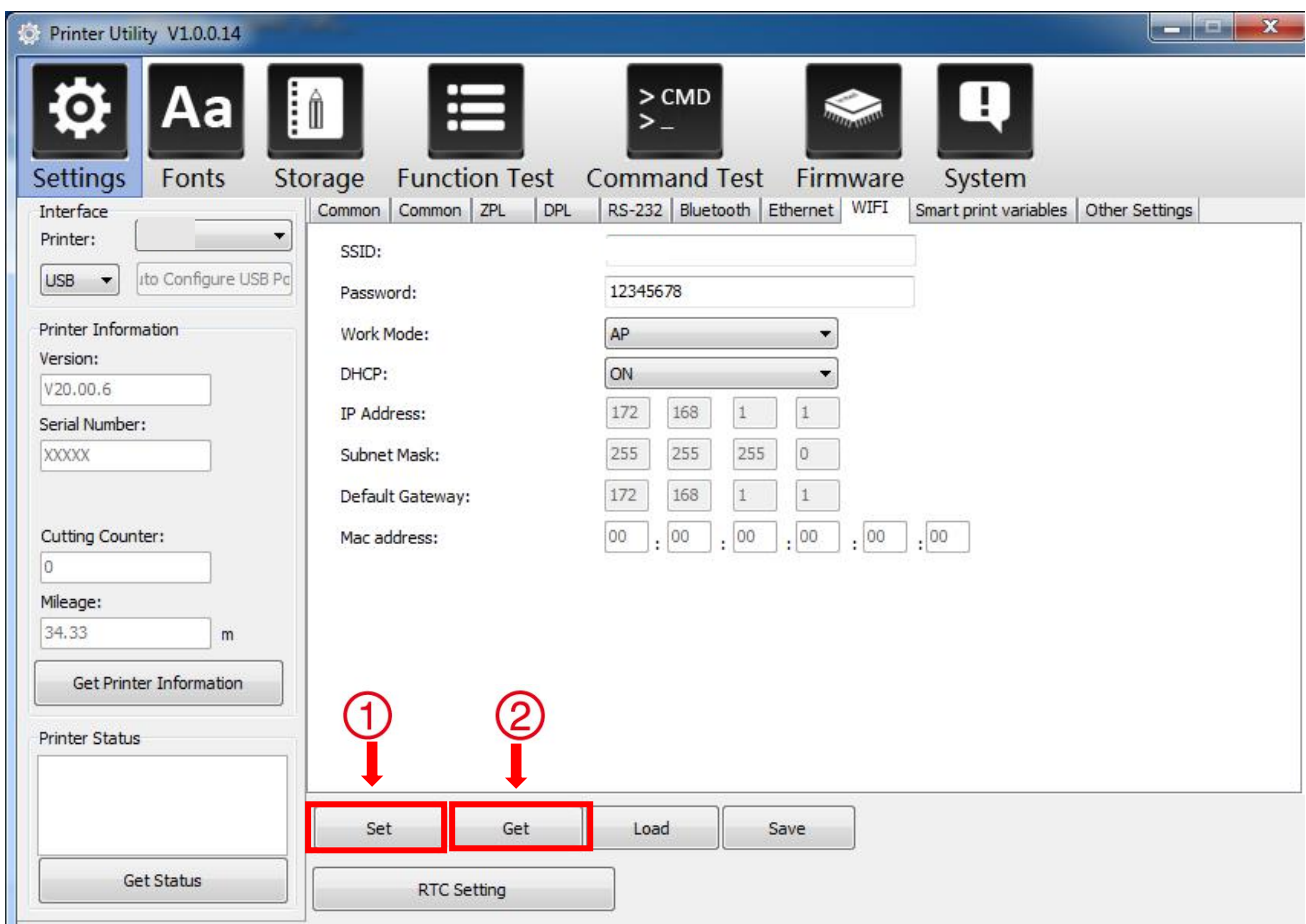 Printer Utility V1.0.0.14
Aa
> CMD
>_
Settings Fonts Storage Function Test Command Test Firmware System
Interface
Printer:
USB
Printer Information
Version:
V20.00.6
Serial Number:
XXXXX
Cutting Counter:
0
Mileage:
34.33 m
Get Printer Information
Printer Status
Get Status
Common Common ZPL DPL RS-232 Bluetooth Ethernet WIFI Smart print variables Other Settings
SSID:
Password: 12345678
Work Mode: AP
DHCP: ON
IP Address: 172 168 1 1
Subnet Mask: 255 255 255 0
Default Gateway: 172 168 1 1
Mac address: 00 : 00 : 00 : 00 : 00 : 00
① ②
Set Get Load Save
RTC Setting